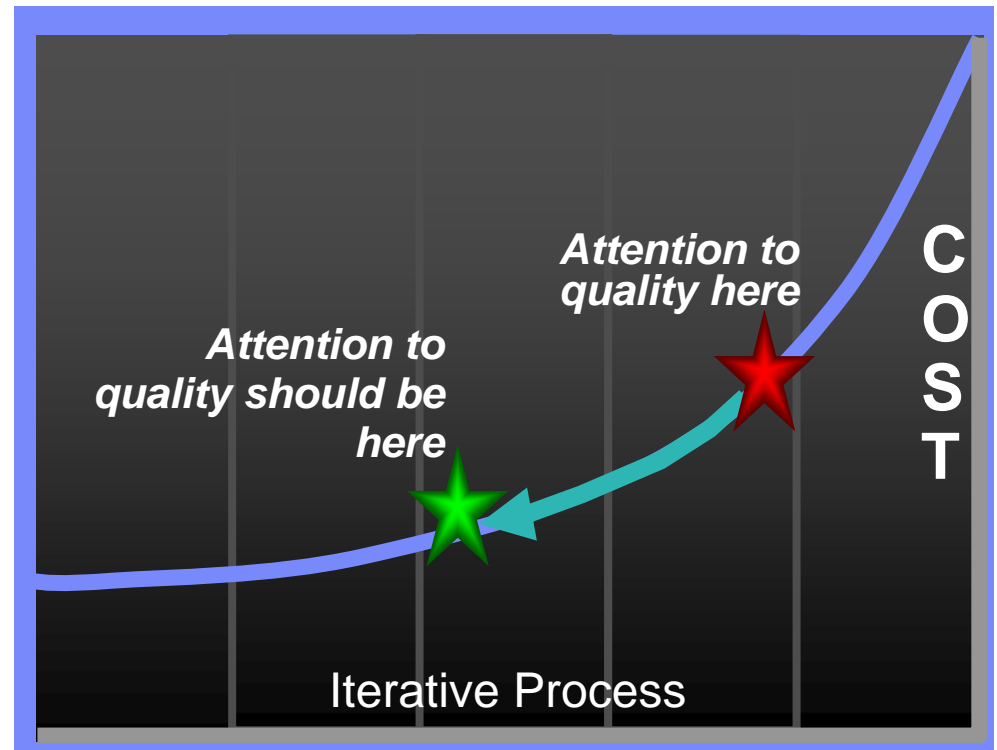 Attention to
quality here
Attention to
quality should be
here
C
O
S
T
Iterative Process